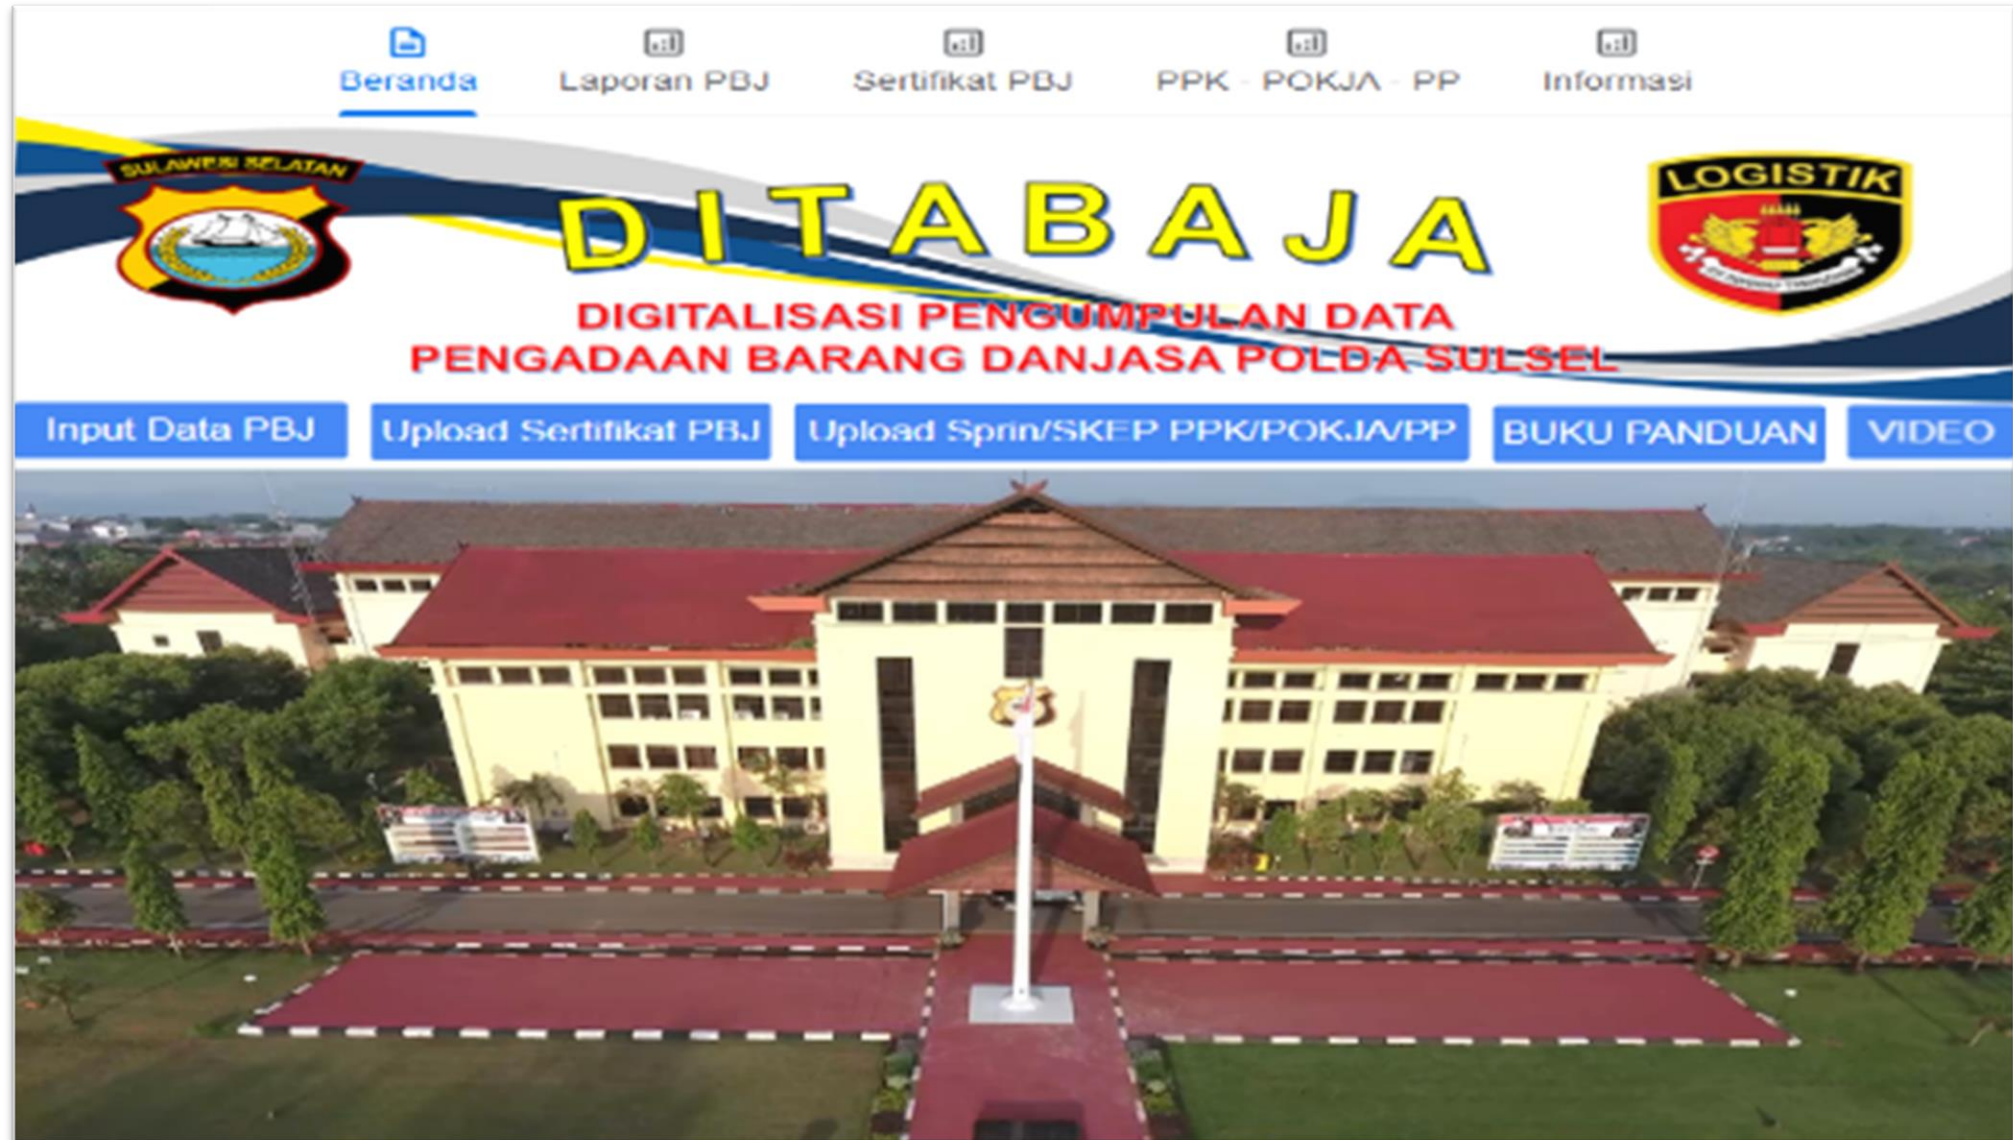 Beranda
Laporan PBJ
Sertifikat PBJ
PPK - POKJA - PP
Informasi
SULAWESI SELATAN
LOGISTIK
DITABAJA
DIGITALISASI PENGUMPULAN DATA
PENGADAAN BARANG DANJASA POLDA SULSEL
Input Data PBJ
Upload Sertifikat PBJ
Upload Sprin/SKEP PPK/POKJA/PP
BUKU PANDUAN
VIDEO